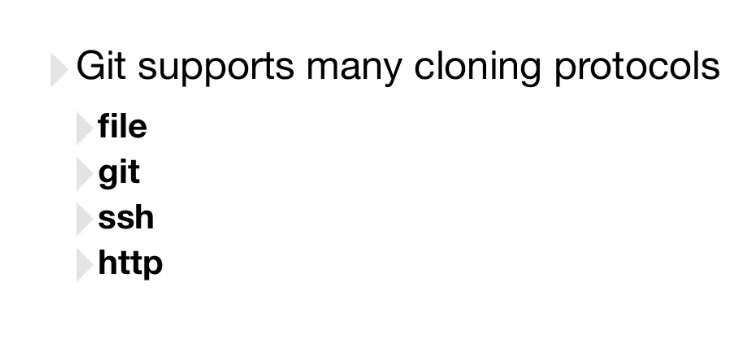 Git supports many cloning protocols
file
git
ssh
http